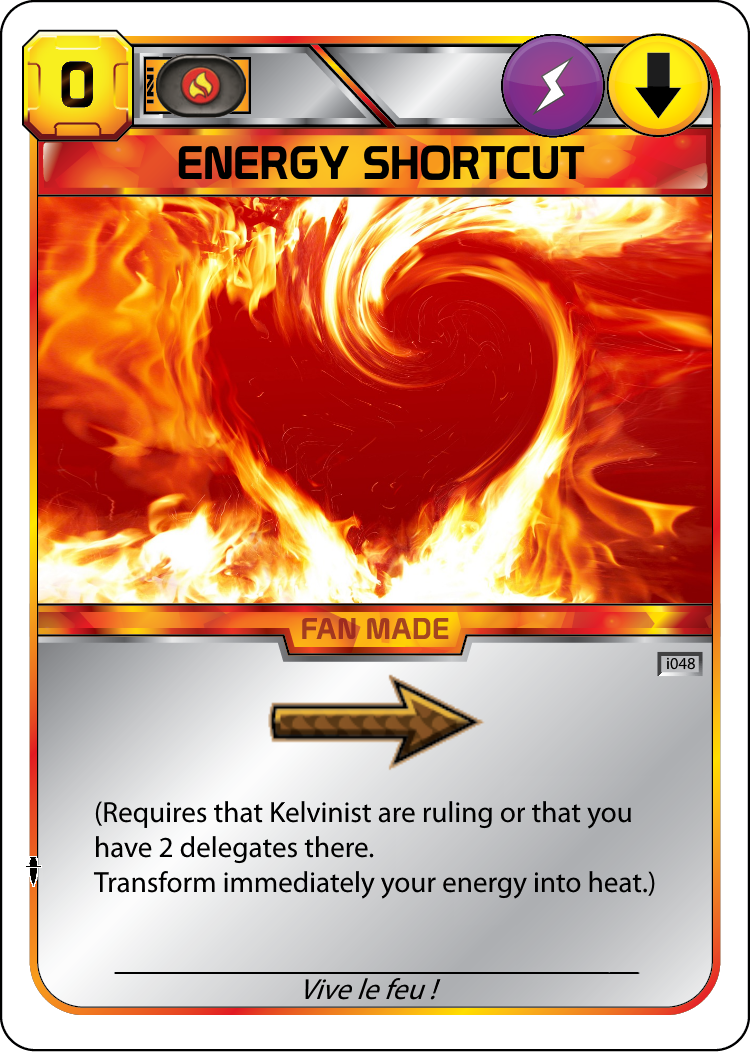 0
ENERGY SHORTCUT
FAN MADE
i048
(Requires that Kelvinist are ruling or that you
have 2 delegates there.
Transform immediately your energy into heat.)
Vive le feu !